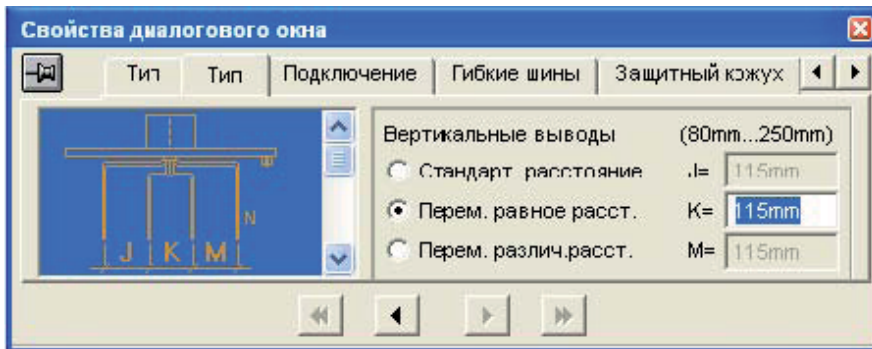 Свойства диалогового окна
Тип Тип Подключение Гибкие шины Защитный кожух
Вертикальные выводы (80mm...250mm)
Стандарт. расстояние J= 115mm
Перем. равное расст. K= 115mm
Перем. различ.расст. M= 115mm
N
J K M